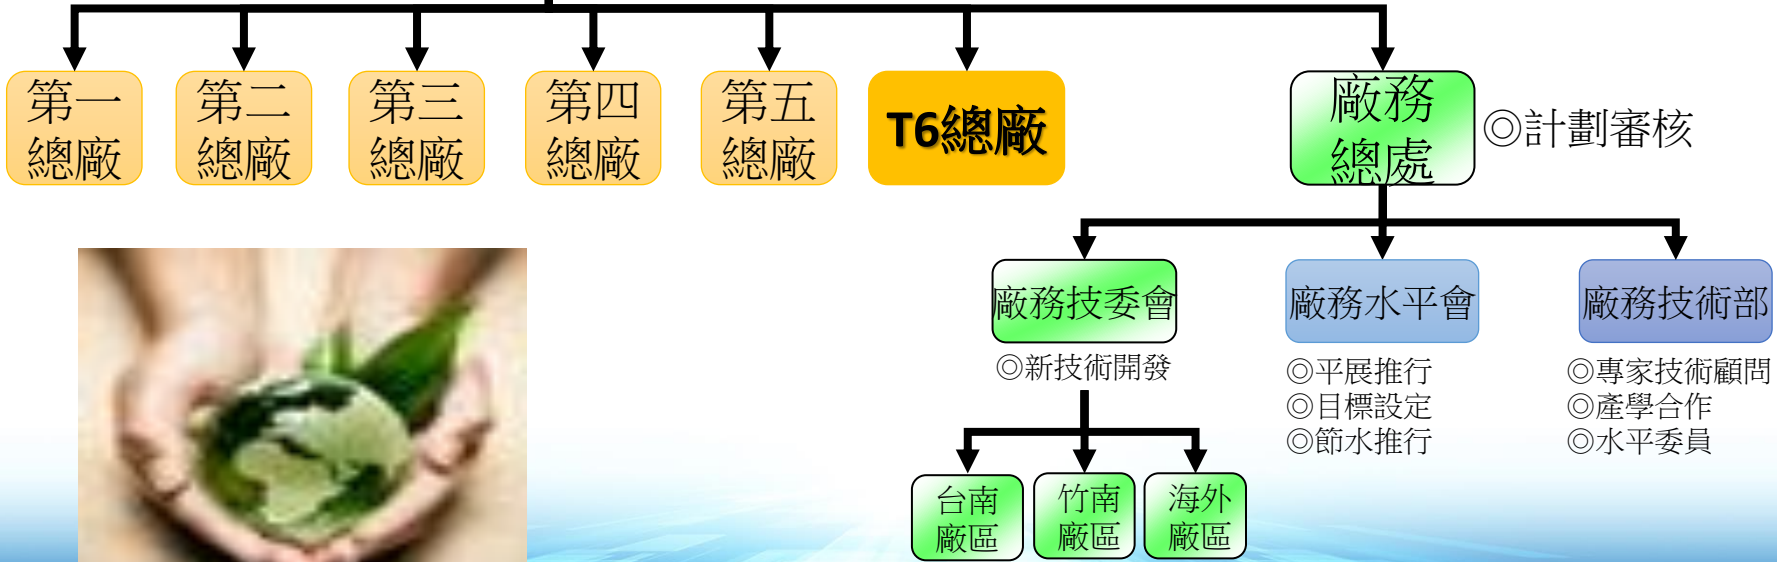 第一
總廠
第二
總廠
第三
總廠
第四
總廠
第五
總廠
T6總廠
廠務
總處
◎計劃審核
廠務技委會
◎新技術開發
廠務水平會
◎平展推行
◎目標設定
◎節水推行
廠務技術部
◎專家技術顧問
◎產學合作
◎水平委員
台南
廠區
竹南
廠區
海外
廠區